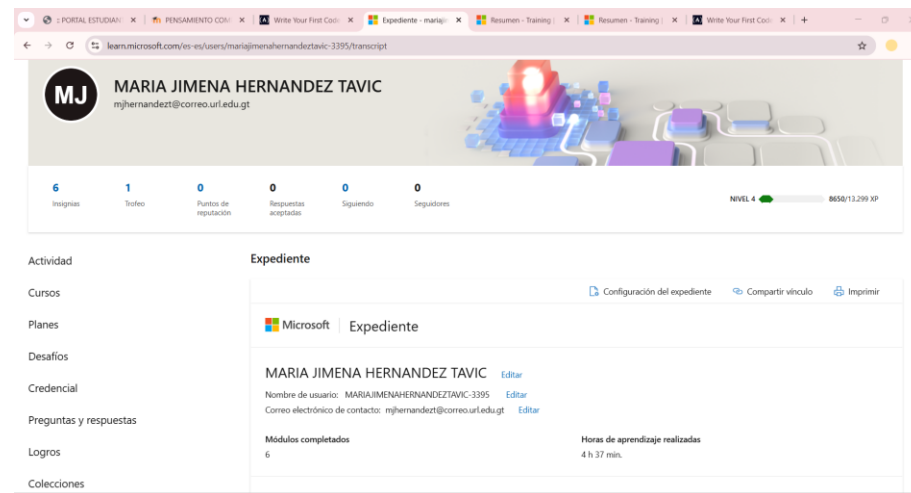 :: PORTAL ESTUDIAN
PENSAMIENTO COM
Write Your First Code
Expediente - mariajim
Resumen - Training |
Resumen - Training |
Write Your First Code
learn.microsoft.com/es-es/users/mariajimenahernandeztavic-3395/transcript
MJ
MARIA JIMENA HERNANDEZ TAVIC
mjhernandezt@correo.url.edu.gt
6
Insignias
1
Trofeo
0
Puntos de
reputación
0
Respuestas
aceptadas
0
Siguiendo
0
Seguidores
NIVEL 4
8650/13.299 XP
Actividad
Cursos
Planes
Desafíos
Credencial
Preguntas y respuestas
Logros
Colecciones
Expediente
Configuración del expediente
Compartir vínculo
Imprimir
Microsoft
Expediente
MARIA JIMENA HERNANDEZ TAVIC Editar
Nombre de usuario: MARIAJIMENAHERNANDEZTAVIC-3395 Editar
Correo electrónico de contacto: mjhernandezt@correo.url.edu.gt Editar
Módulos completados
6
Horas de aprendizaje realizadas
4 h 37 min.